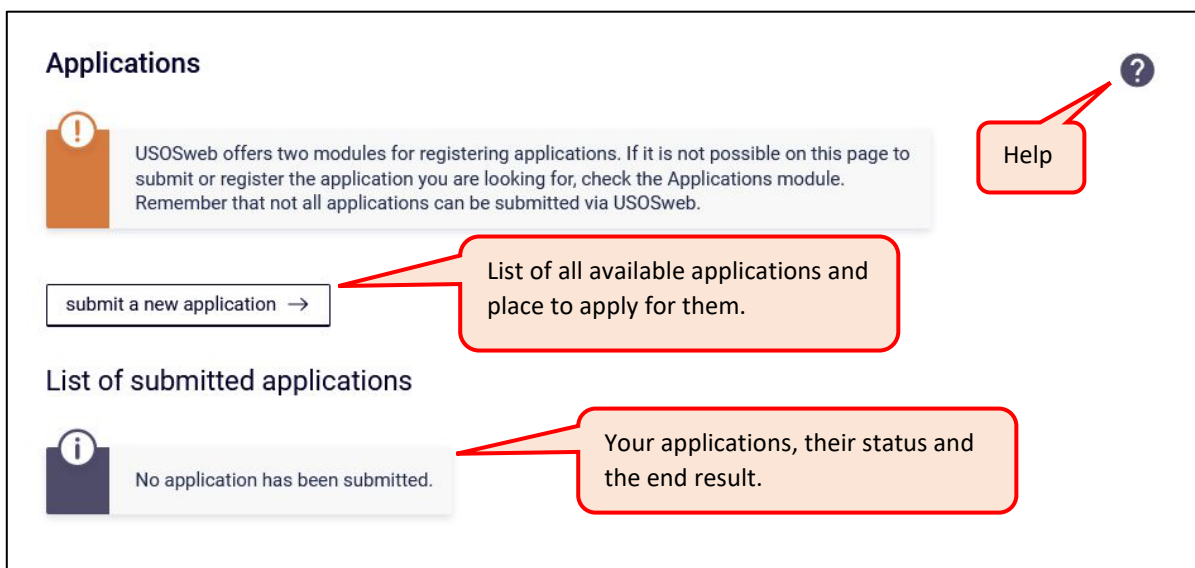 Applications
?
Help
!
USOSweb offers two modules for registering applications. If it is not possible on this page to
submit or register the application you are looking for, check the Applications module.
Remember that not all applications can be submitted via USOSweb.
List of all available applications and
place to apply for them.
submit a new application →
List of submitted applications
i
No application has been submitted.
Your applications, their status and
the end result.